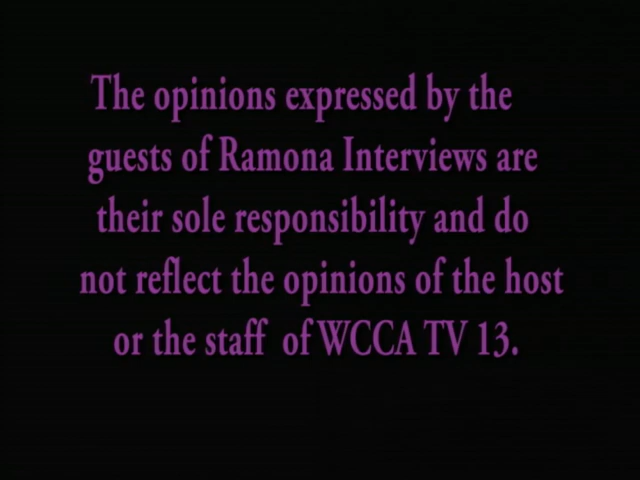 The opinions expressed by the
guests of Ramona Interviews are
their sole responsibility and do
not reflect the opinions of the host
or the staff of WCCA TV 13.